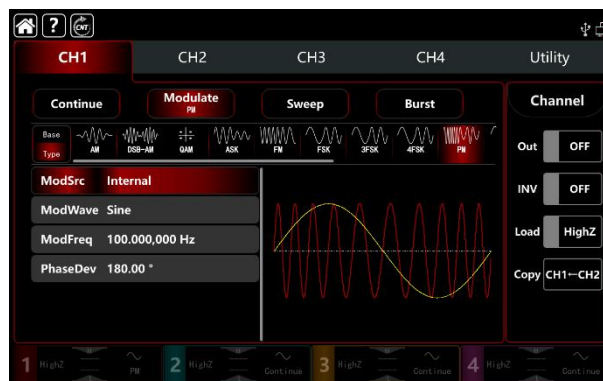 ? CNT
CH1 CH2 CH3 CH4 Utility
Continue Modulate Sweep Burst Channel
PM
Base
Type
AM DSB-AM QAM ASK FM FSK 3FSK 4FSK PM
Out OFF
ModSrc Internal
INV OFF
ModWave Sine
Load HighZ
ModFreq 100.000,000 Hz
PhaseDev 180.00 °
Copy CH1←CH2
1 HighZ PM 2 HighZ Continue 3 HighZ Continue 4 HighZ Continue